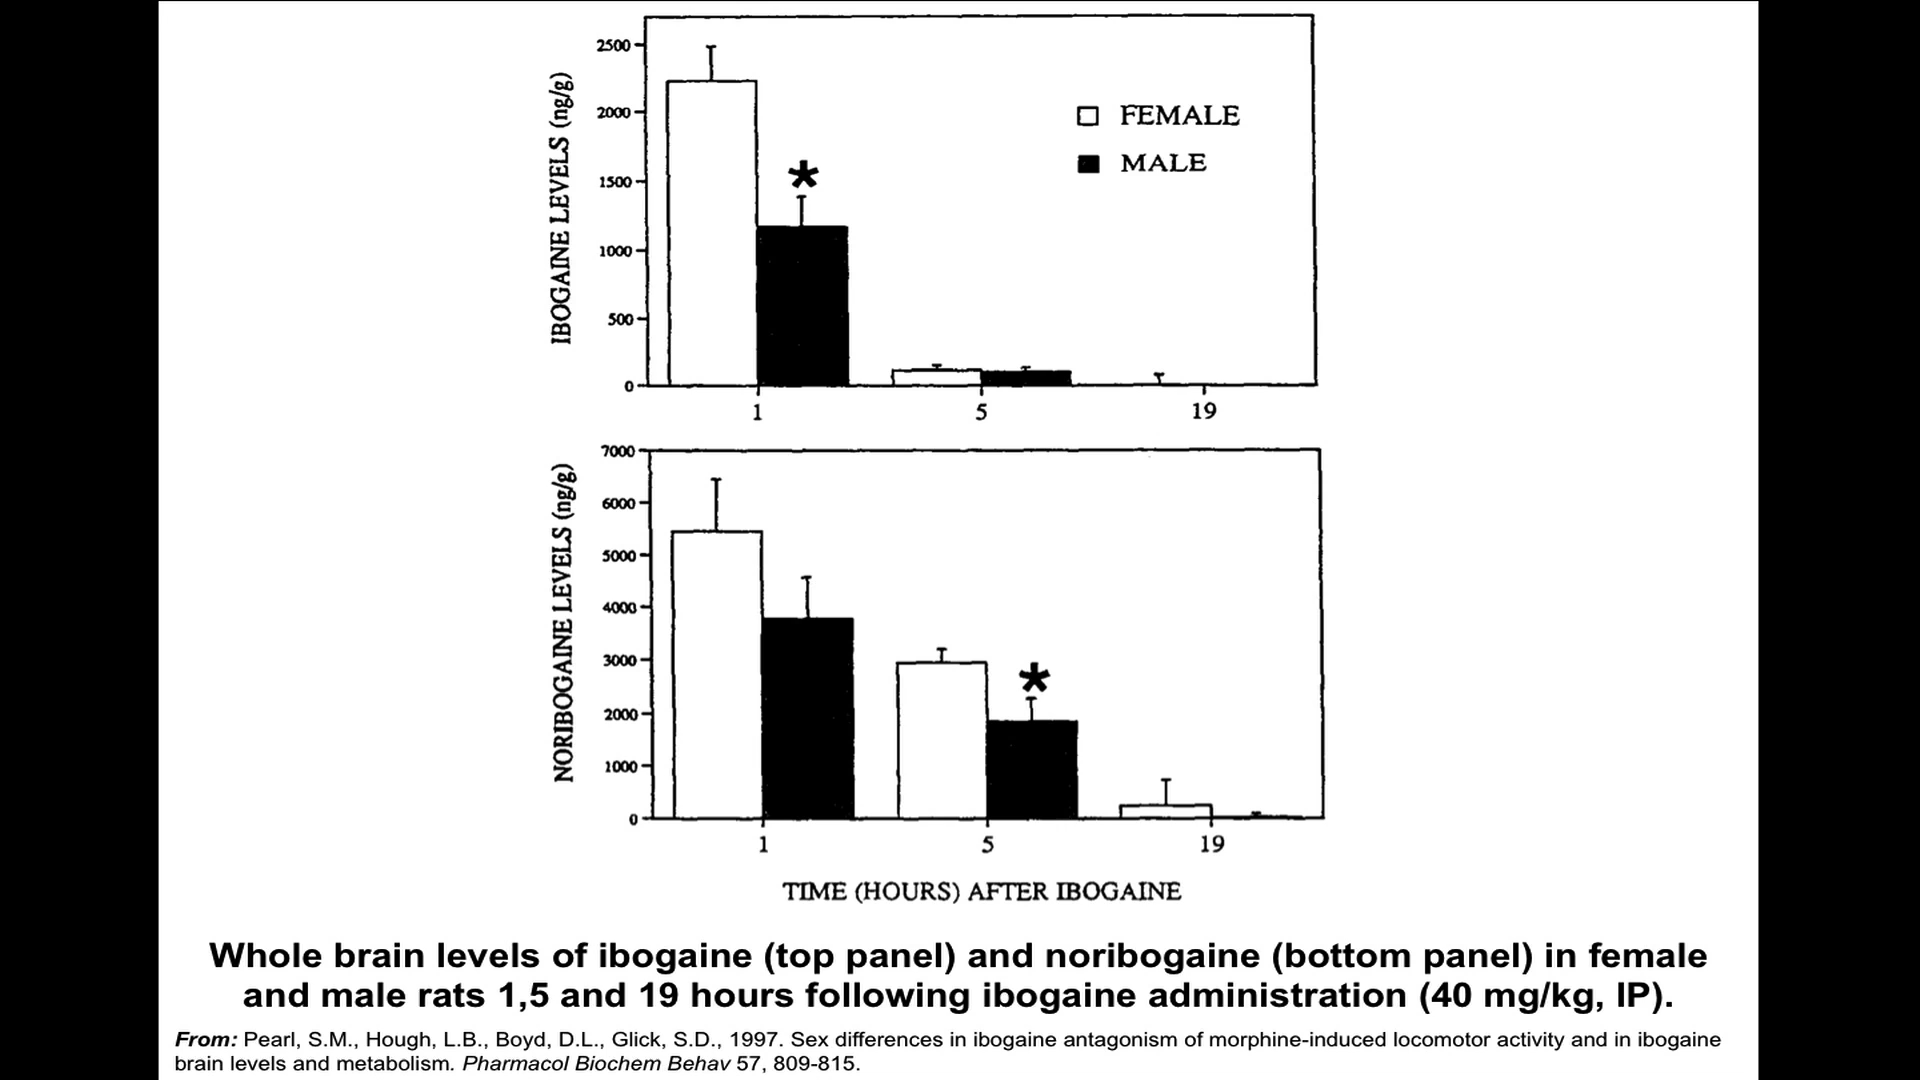 IBOGAINE LEVELS (ng/g)
2500
2000
1500
1000
500
0
FEMALE
MALE
*
1 5 19
NORIBOGAINE LEVELS (ng/g)
7000
6000
5000
4000
3000
2000
1000
0
*
1 5 19
TIME (HOURS) AFTER IBOGAINE
Whole brain levels of ibogaine (top panel) and noribogaine (bottom panel) in female
and male rats 1,5 and 19 hours following ibogaine administration (40 mg/kg, IP).
From: Pearl, S.M., Hough, L.B., Boyd, D.L., Glick, S.D., 1997. Sex differences in ibogaine antagonism of morphine-induced locomotor activity and in ibogaine
brain levels and metabolism. Pharmacol Biochem Behav 57, 809-815.